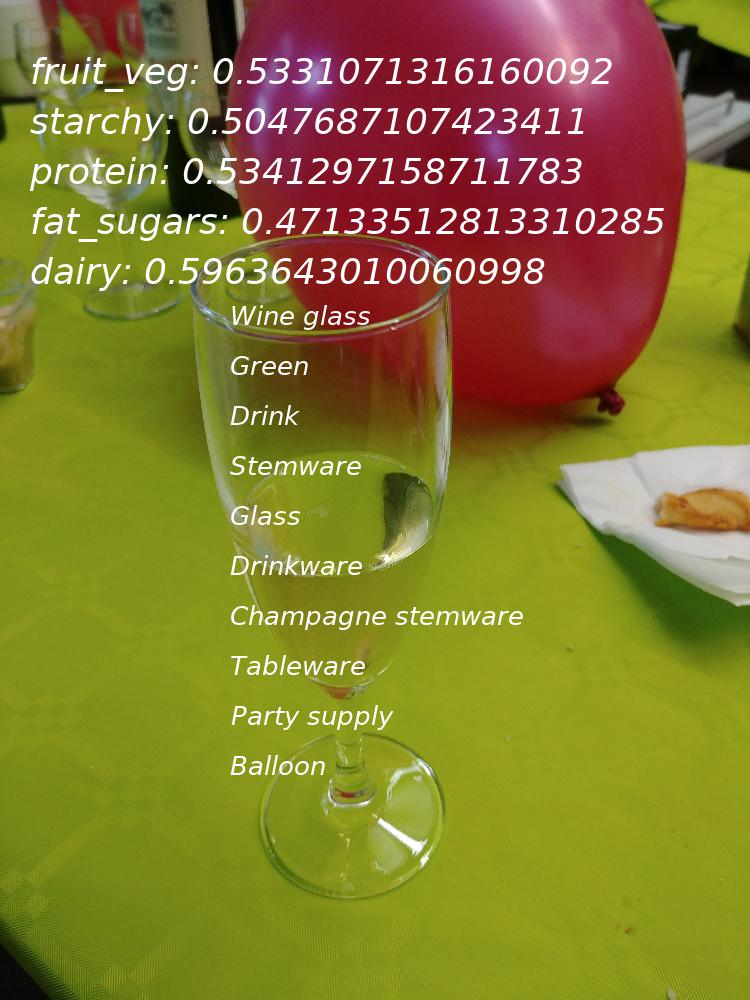 fruit_veg: 0.5331071316160092
starchy: 0.5047687107423411
protein: 0.5341297158711783
fat_sugars: 0.47133512813310285
dairy: 0.5963643010060998
Wine glass
Green
Drink
Stemware
Glass
Drinkware
Champagne stemware
Tableware
Party supply
Balloon